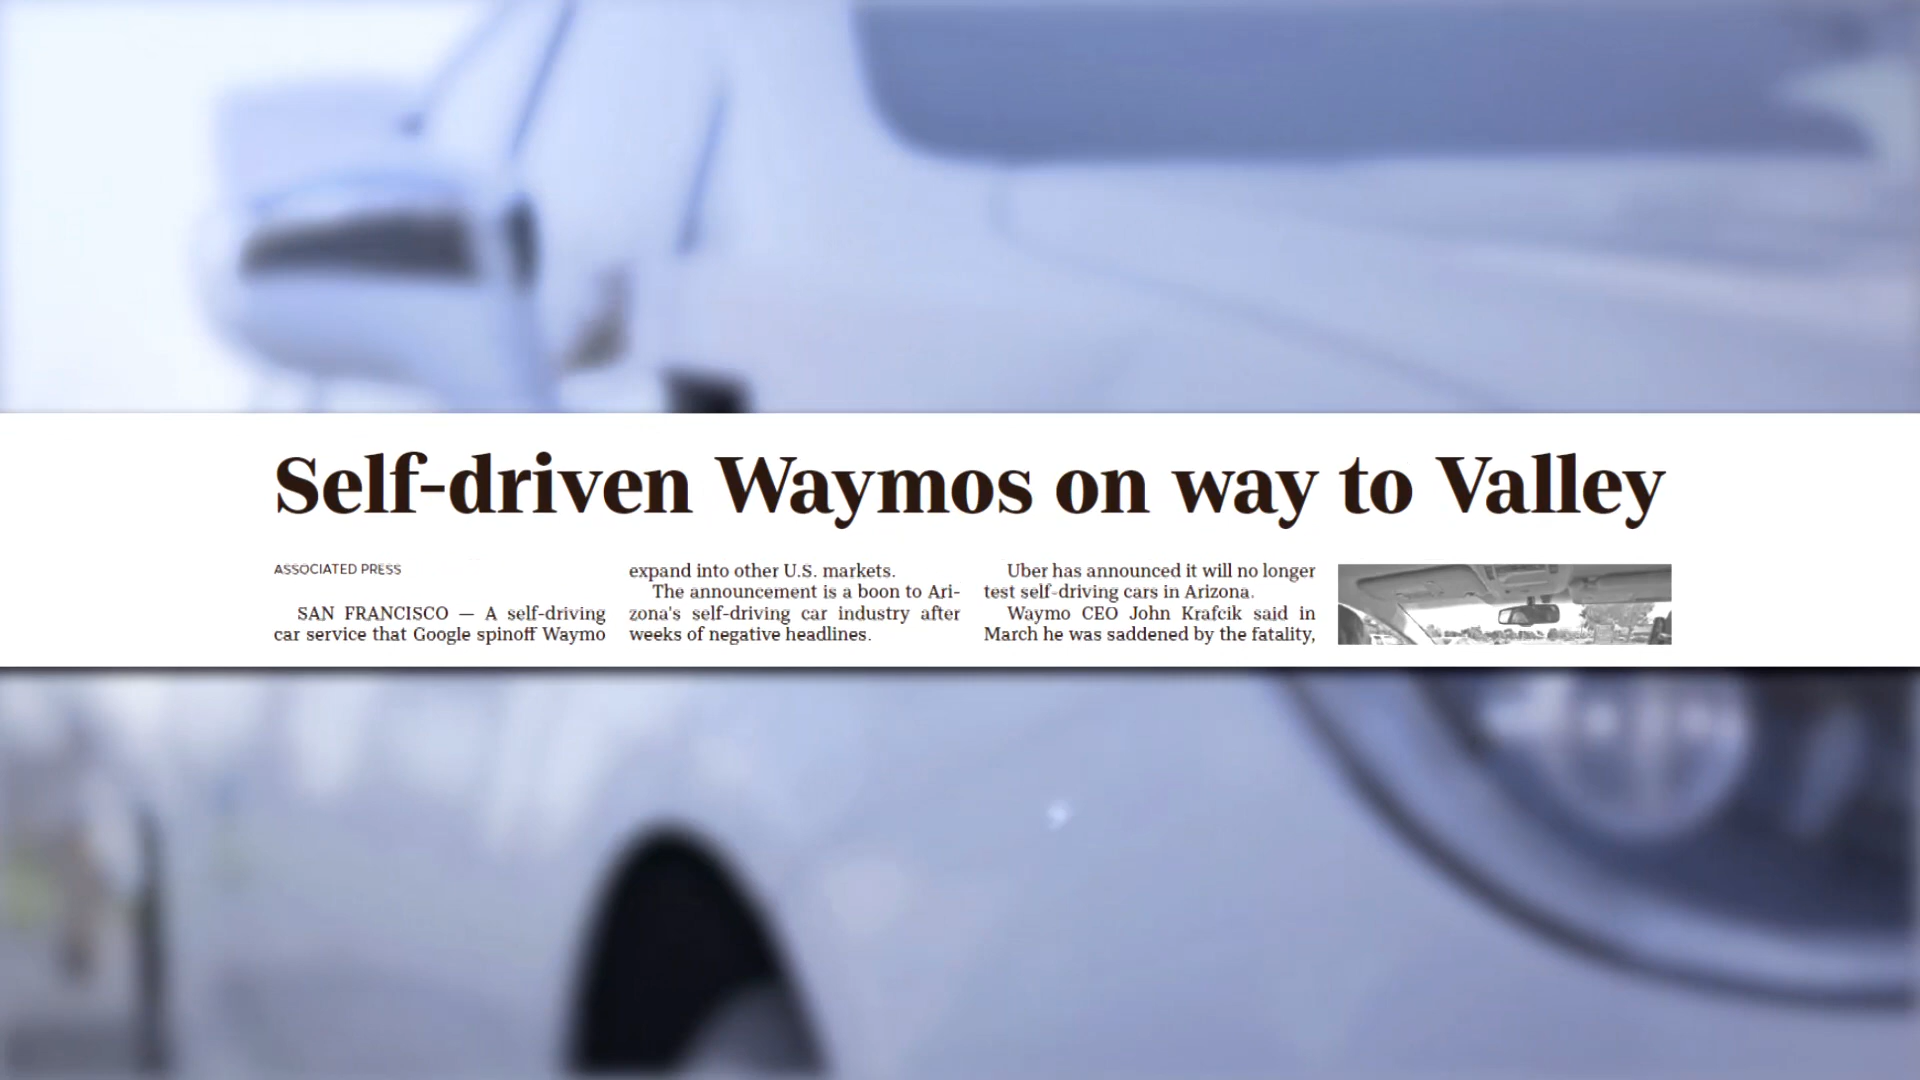 Self-driven Waymos on way to Valley
ASSOCIATED PRESS
SAN FRANCISCO — A self-driving
car service that Google spinoff Waymo
expand into other U.S. markets.
The announcement is a boon to Ari-
zona's self-driving car industry after
weeks of negative headlines.
Uber has announced it will no longer
test self-driving cars in Arizona.
Waymo CEO John Krafcik said in
March he was saddened by the fatality,